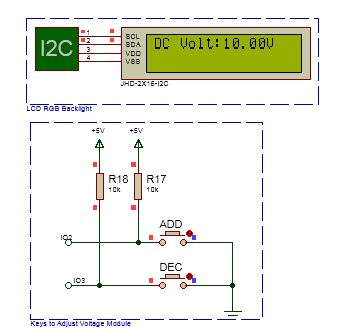 I2C
1
2
3
4
SCL
SDA
VDD
VSS
DC Volt:10.00V
JHD-2X16-I2C
LCD RGB Backlight
+5V
+5V
R18
10k
R17
10k
IO2
ADD
IO3
DEC
Keys to Adjust Voltage Module